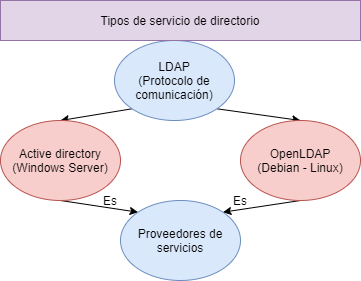 Tipos de servicio de directorio
LDAP
(Protocolo de
comunicación)
Active directory
(Windows Server)
OpenLDAP
(Debian - Linux)
Es
Es
Proveedores de
servicios